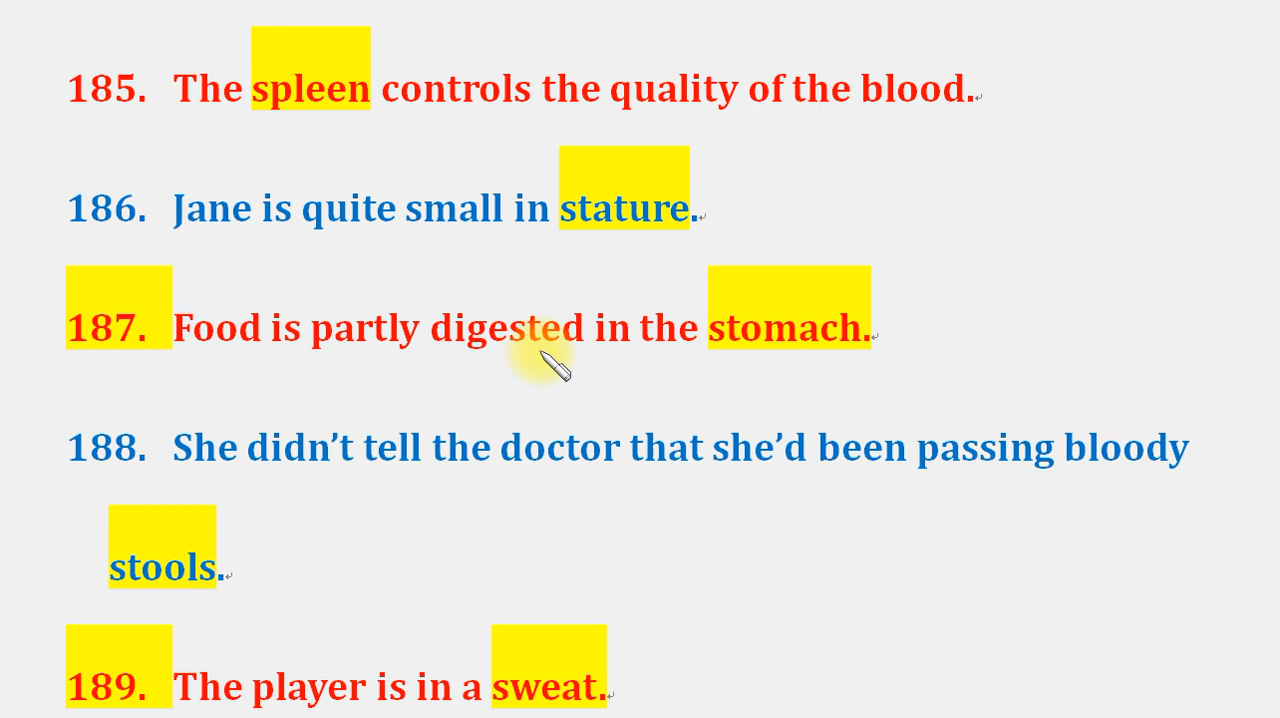 185. The spleen controls the quality of the blood.
186. Jane is quite small in stature.
187. Food is partly digested in the stomach.
188. She didn’t tell the doctor that she’d been passing bloody
stools.
189. The player is in a sweat.